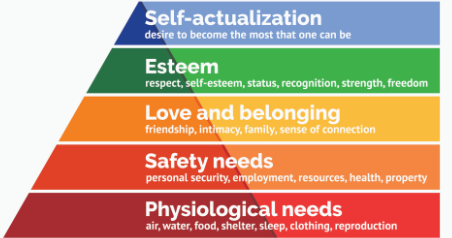 Self-actualization
desire to become the most that one can be
Esteem
respect, self-esteem, status, recognition, strength, freedom
Love and belonging
friendship, intimacy, family, sense of connection
Safety needs
personal security, employment, resources, health, property
Physiological needs
air, water, food, shelter, sleep, clothing, reproduction